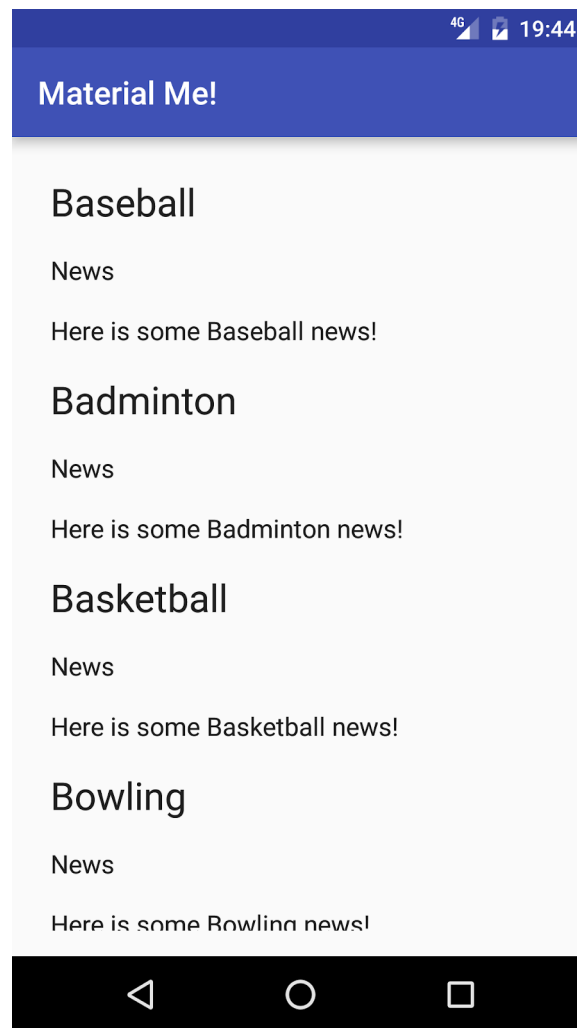 4G 19:44
Material Me!
Baseball
News
Here is some Baseball news!
Badminton
News
Here is some Badminton news!
Basketball
News
Here is some Basketball news!
Bowling
News
Here is some Bowling news!